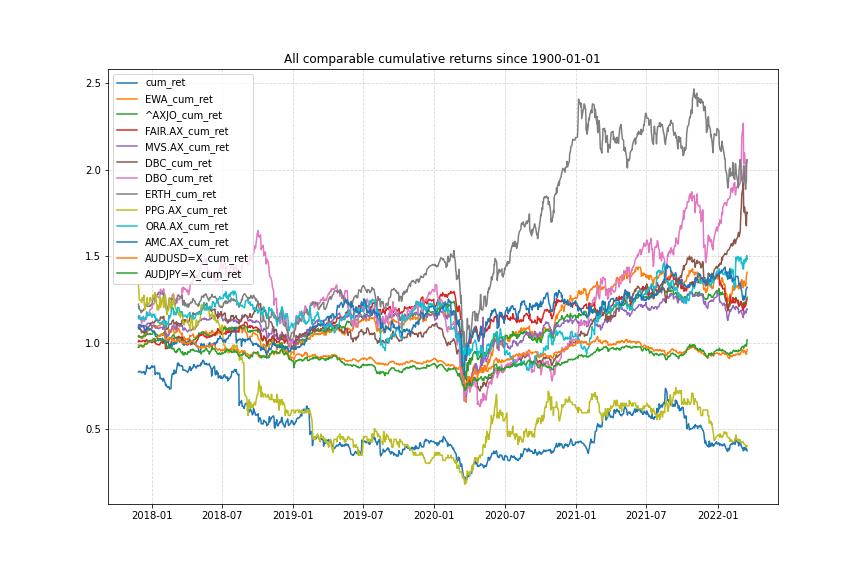 All comparable cumulative returns since 1900-01-01
2.5
2.0
1.5
1.0
0.5
cum_ret
EWA_cum_ret
^AXJO_cum_ret
FAIR.AX_cum_ret
MVS.AX_cum_ret
DBC_cum_ret
DBO_cum_ret
ERTH_cum_ret
PPG.AX_cum_ret
ORA.AX_cum_ret
AMC.AX_cum_ret
AUDUSD=X_cum_ret
AUDJPY=X_cum_ret
2018-01 2018-07 2019-01 2019-07 2020-01 2020-07 2021-01 2021-07 2022-01